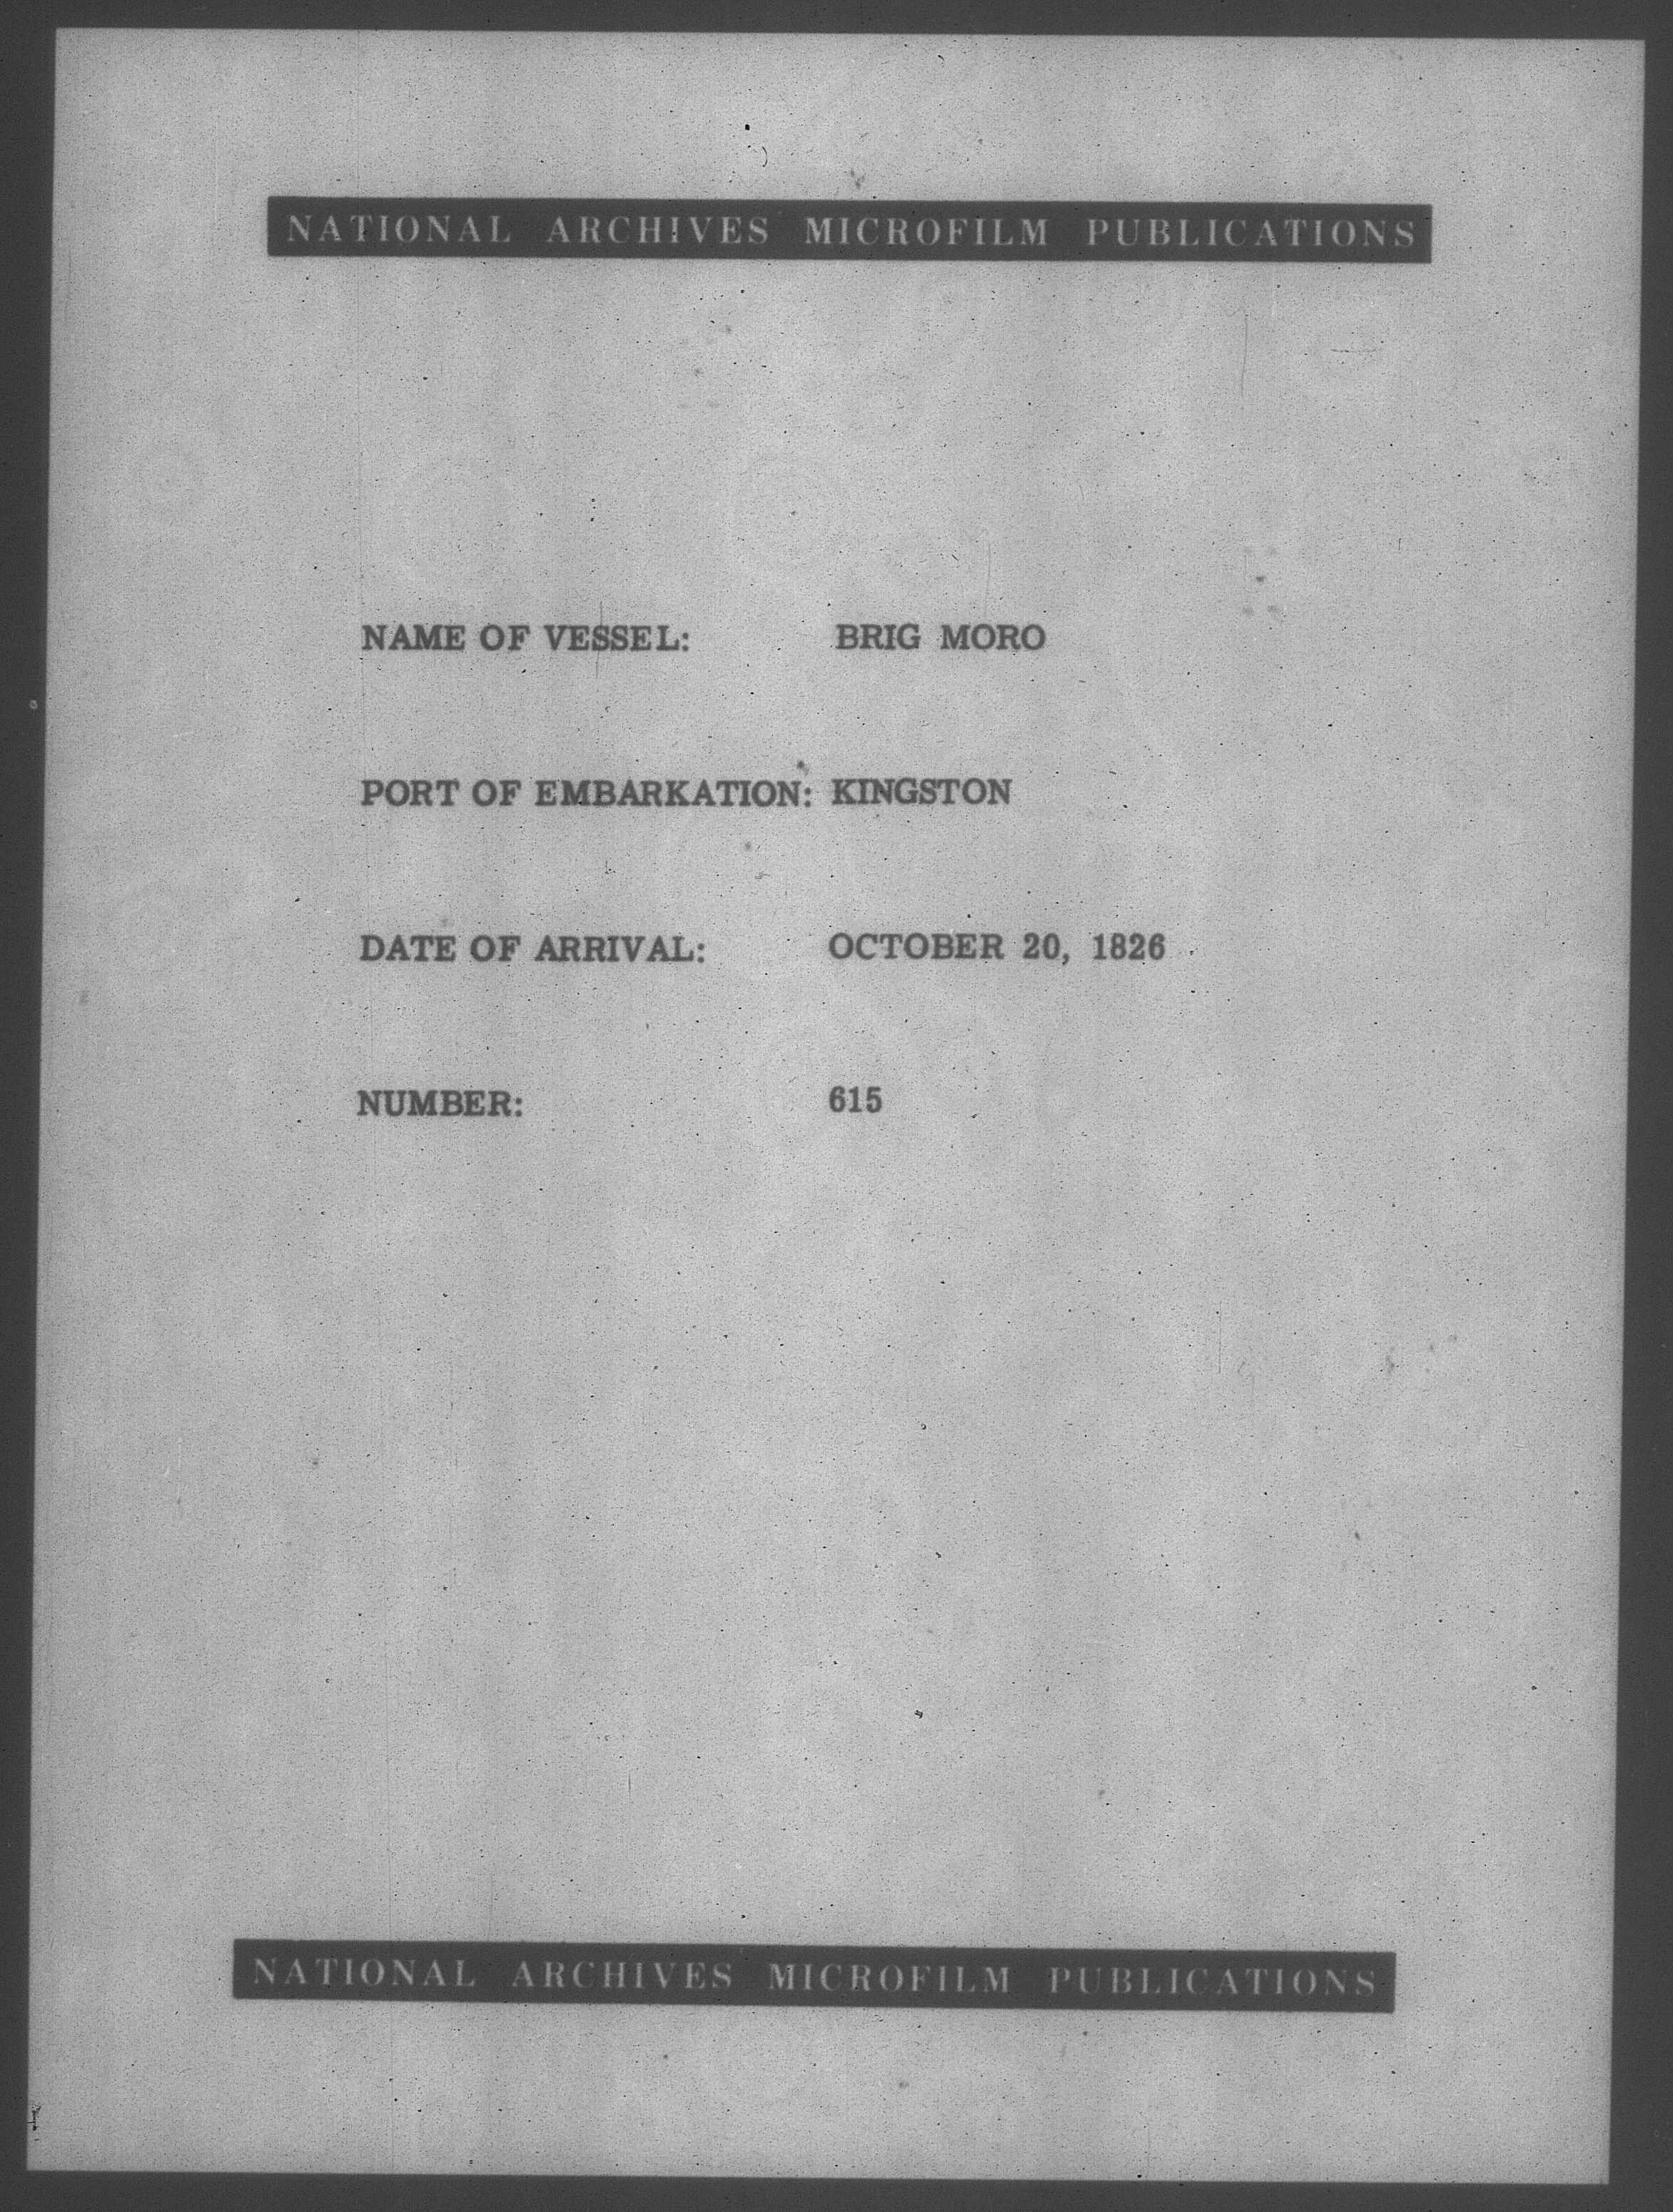 NATIONAL ARCHIVES MICROFILM PUBLICATIONS
NAME OF VESSEL: BRIG MORO
PORT OF EMBARKATION: KINGSTON
DATE OF ARRIVAL: OCTOBER 20, 1826
NUMBER: 615
NATIONAL ARCHIVES MICROFILM PUBLICATIONS